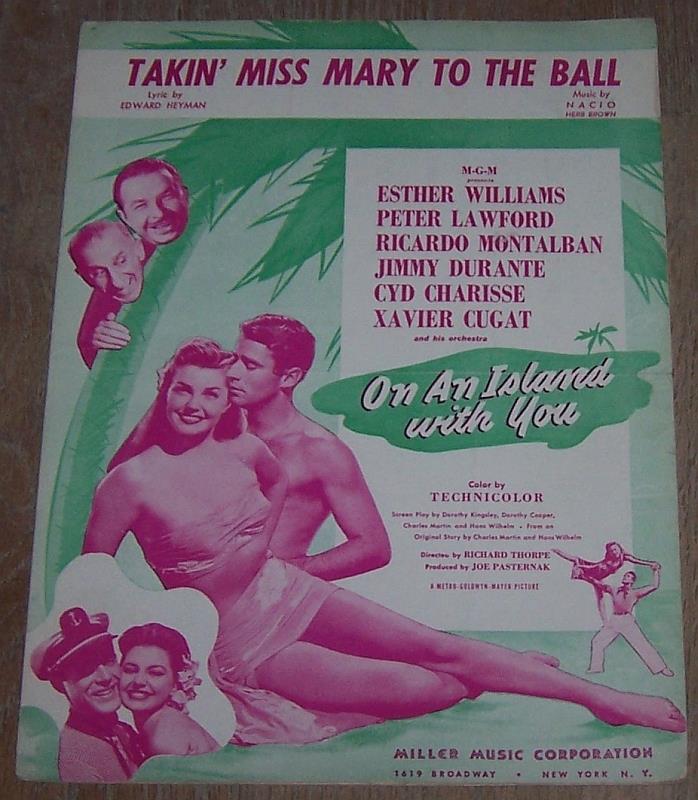 TAKIN' MISS MARY TO THE BALL
Lyric by
EDWARD HEYMAN
Music by
NACIO
HERB BROWN
M-G-M
presents
ESTHER WILLIAMS
PETER LAWFORD
RICARDO MONTALBAN
JIMMY DURANTE
CYD CHARISSE
XAVIER CUGAT
and his orchestra
On An Island
with You
Color by
TECHNICOLOR
Screen Play by Dorothy Kingsley, Dorothy Cooper,
Charles Martin and Hans Wilhelm • From an
Original Story by Charles Martin and Hans Wilhelm
Directed by RICHARD THORPE
Produced by JOE PASTERNAK
A METRO-GOLDWYN-MAYER PICTURE
MILLER MUSIC CORPORATION
1619 BROADWAY • NEW YORK N. Y.